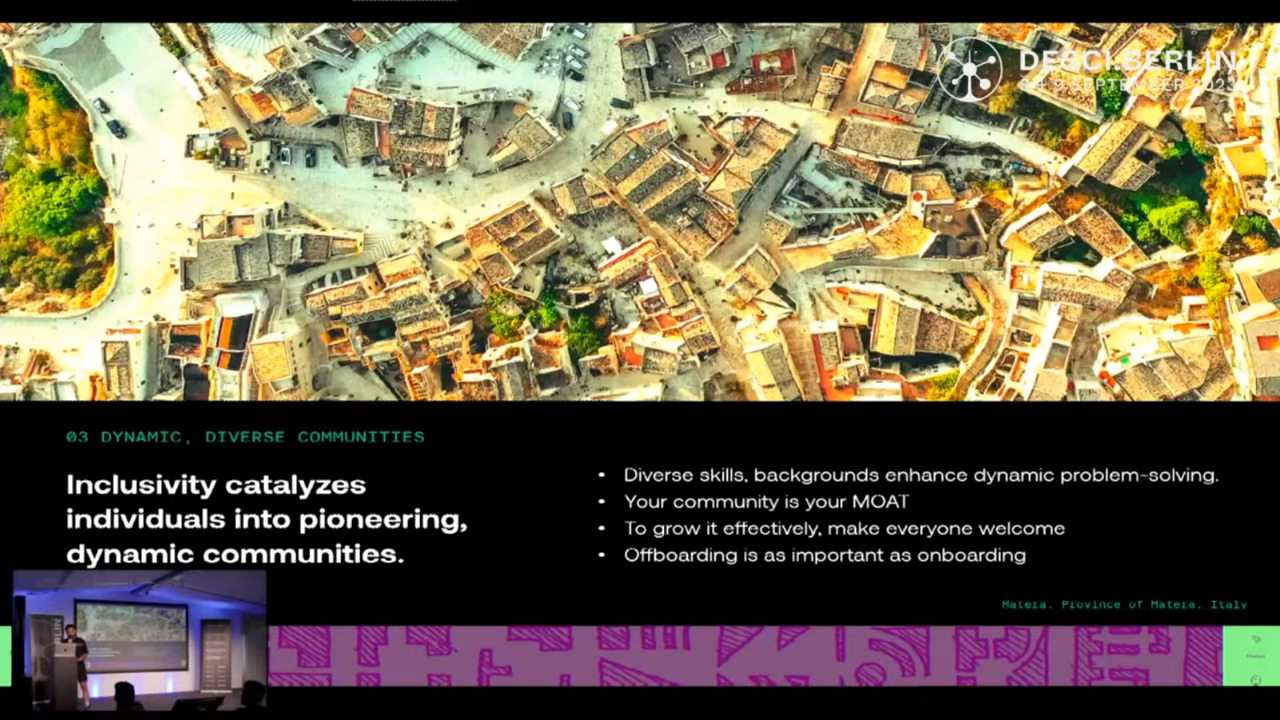 DESCI.BERLIN
03 DYNAMIC, DIVERSE COMMUNITIES
Inclusivity catalyzes
individuals into pioneering,
dynamic communities.
• Diverse skills, backgrounds enhance dynamic problem-solving.
• Your community is your MOAT
• To grow it effectively, make everyone welcome
• Offboarding is as important as onboarding
Matera, Province of Matera, Italy